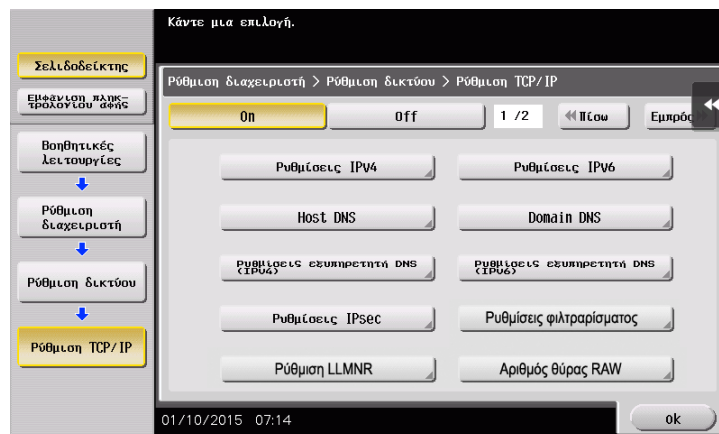 Κάντε μια επιλογή.
Σελιδοδείκτης
Εμφάνιση πληκ-
τρολογίου αφής
Ρύθμιση διαχειριστή > Ρύθμιση δικτύου > Ρύθμιση TCP/IP
On
Off
1 /2
Πίσω
Εμπρός
Βοηθητικές
λειτουργίες
Ρύθμιση
διαχειριστή
Ρύθμιση δικτύου
Ρύθμιση TCP/IP
Ρυθμίσεις IPv4
Ρυθμίσεις IPv6
Host DNS
Domain DNS
Ρυθμίσεις εξυπηρετητή DNS
(IPv4)
Ρυθμίσεις εξυπηρετητή DNS
(IPv6)
Ρυθμίσεις IPsec
Ρυθμίσεις φιλτραρίσματος
Ρύθμιση LLMNR
Αριθμός θύρας RAW
01/10/2015 07:14
ok